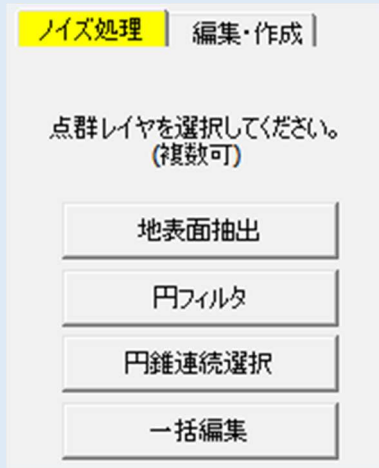 ノイズ処理 編集・作成
点群レイヤを選択してください。
(複数可)
地表面抽出
円フィルタ
円錐連続選択
一括編集